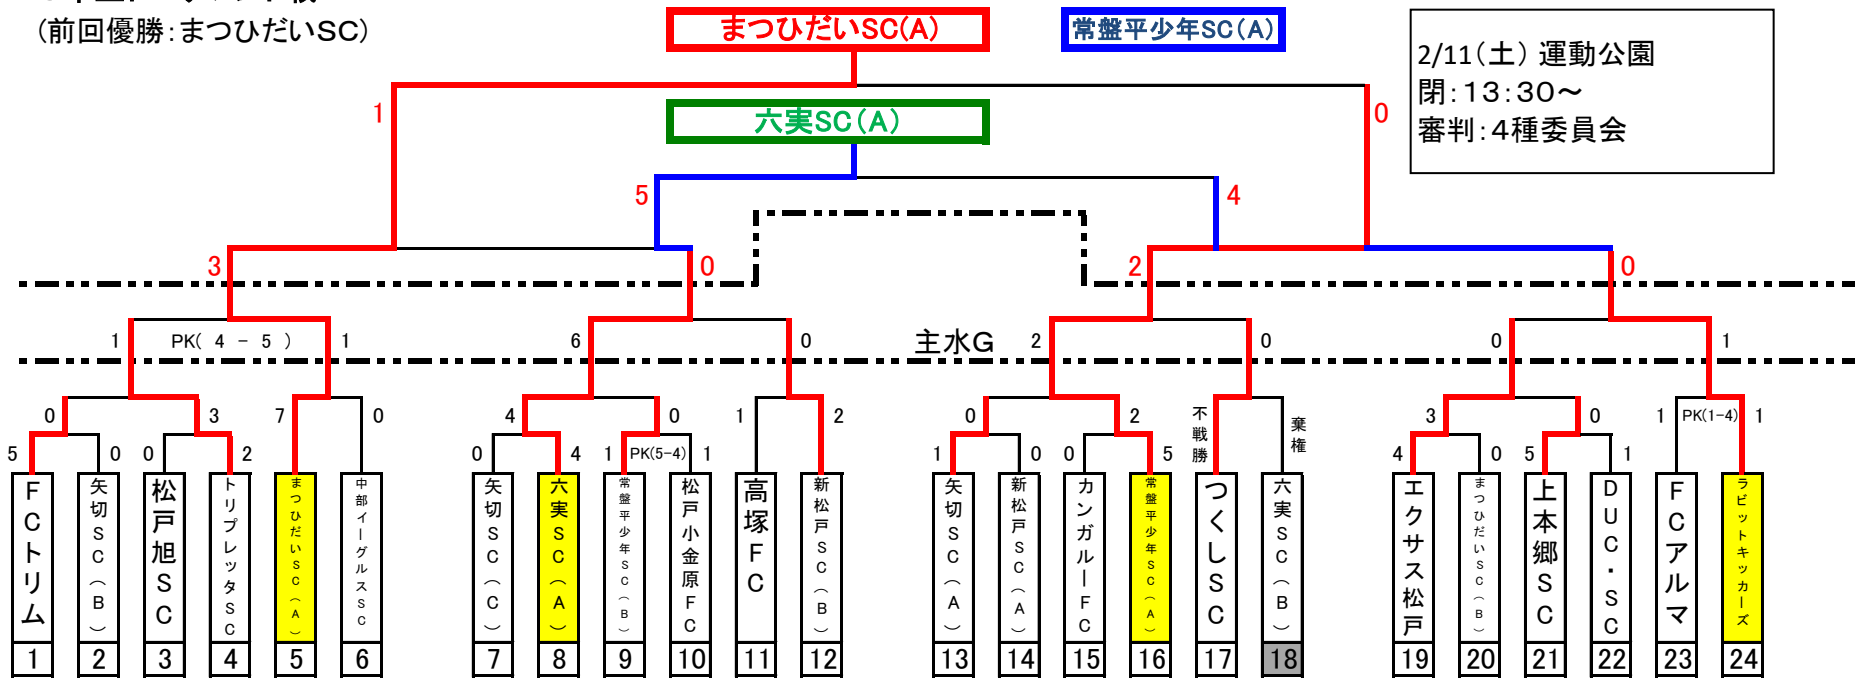 (前回優勝:まつひだいSC)
まつひだいSC(A)
常盤平少年SC(A)
2/11(土) 運動公園
閉:13:30~
審判:4種委員会
1
0
六実SC(A)
5
4
3
0
2
0
1
PK( 4 - 5 )
1
6
0
主水G
2
0
0
1
0
3
7
0
4
0
1
2
0
2
不戦勝
棄権
3
0
1
PK(1-4)
1
5
0
0
2
0
4
1
PK(5-4)
1
1
0
0
5
4
0
5
1
FCトリム
矢切SC(B)
松戸旭SC
トリプレッタSC
まつひだいSC(A)
中部イーグルスSC
矢切SC(C)
六実SC(A)
常盤平少年SC(B)
松戸小金原FC
高塚FC
新松戸SC(B)
矢切SC(A)
新松戸SC(A)
カンガルーFC
常盤平少年SC(A)
つくしSC
六実SC(B)
エクサス松戸
まつひだいSC(B)
上本郷SC
DUC・SC
FCアルマ
ラビットキッカーズ
1
2
3
4
5
6
7
8
9
10
11
12
13
14
15
16
17
18
19
20
21
22
23
24